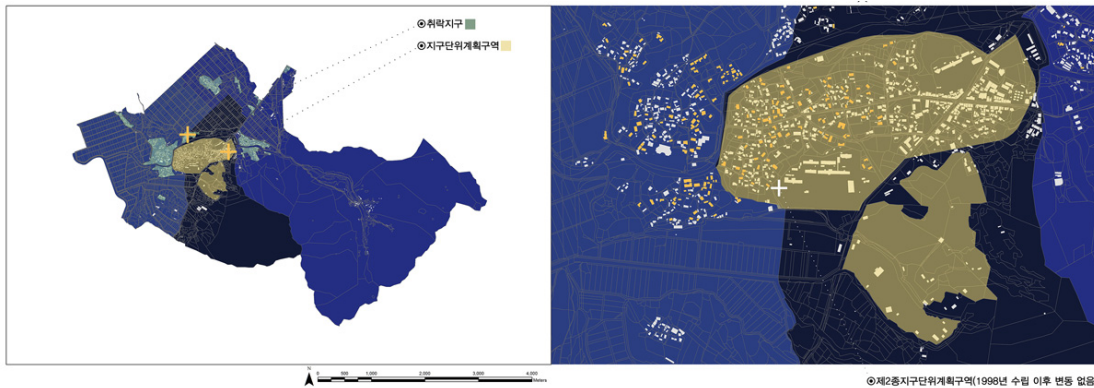 ◉취락지구
◉지구단위계획구역
N
0 500 1,000 2,000 3,000 4,000
Meters
◉제2종지구단위계획구역(1998년 수립 이후 변동 없음